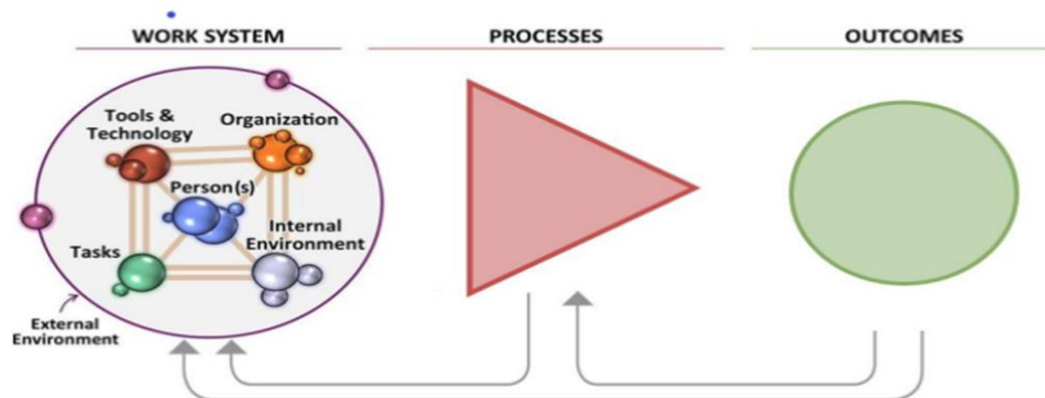 WORK SYSTEM
PROCESSES
OUTCOMES
Tools &
Technology
Organization
Person(s)
Internal
Environment
Tasks
External
Environment